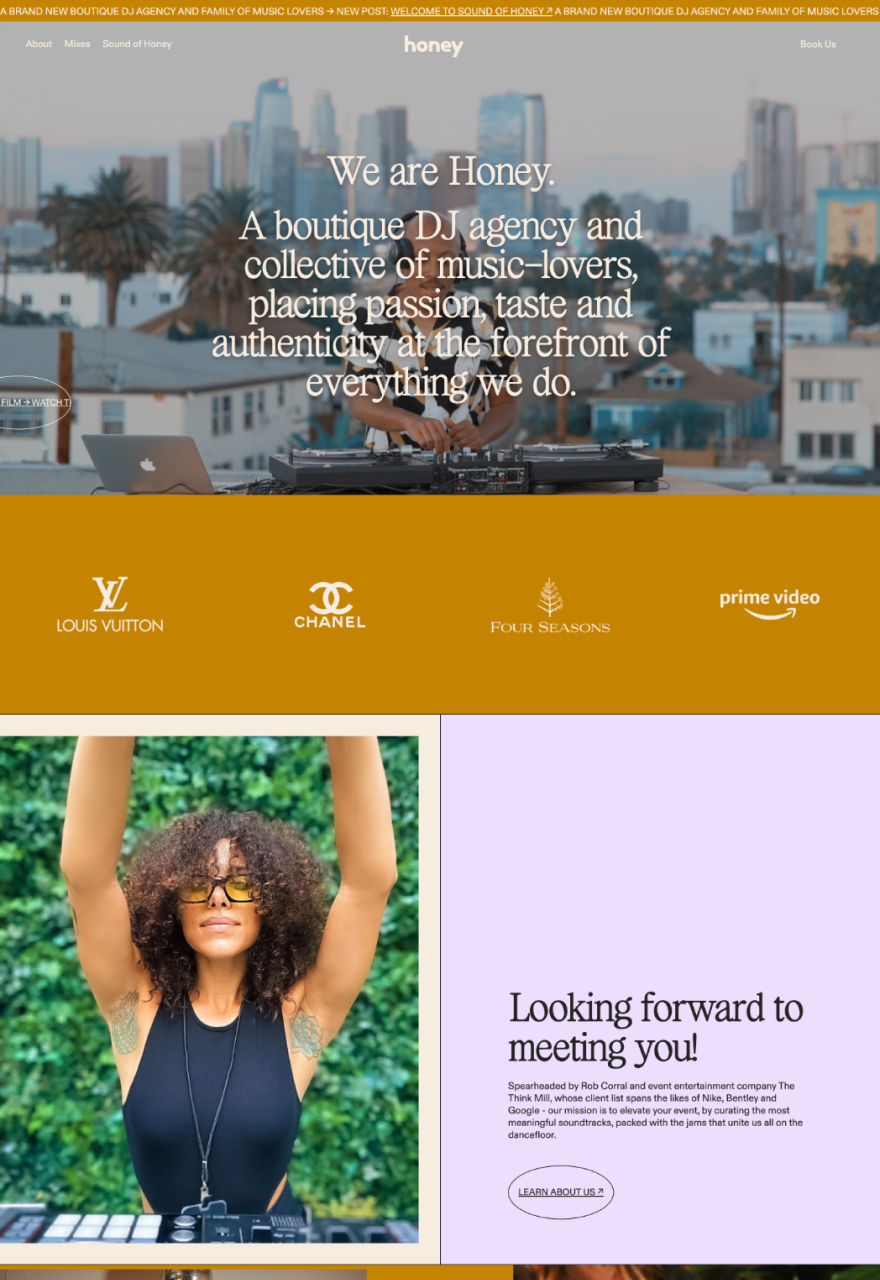 A BRAND NEW BOUTIQUE DJ AGENCY AND FAMILY OF MUSIC LOVERS → NEW POST: WELCOME TO SOUND OF HONEY ↗ A BRAND NEW BOUTIQUE DJ AGENCY AND FAMILY OF MUSIC LOVERS
About Mixes Sound of Honey honey Book Us
We are Honey.
A boutique DJ agency and
collective of music–lovers,
placing passion, taste and
authenticity at the forefront of
everything we do.
FILM → WATCH T
LOUIS VUITTON CHANEL FOUR SEASONS prime video
Looking forward to
meeting you!
Spearheaded by Rob Corral and event entertainment company The
Think Mill, whose client list spans the likes of Nike, Bentley and
Google - our mission is to elevate your event, by curating the most
meaningful soundtracks, packed with the jams that unite us all on the
dancefloor.
LEARN ABOUT US ↗